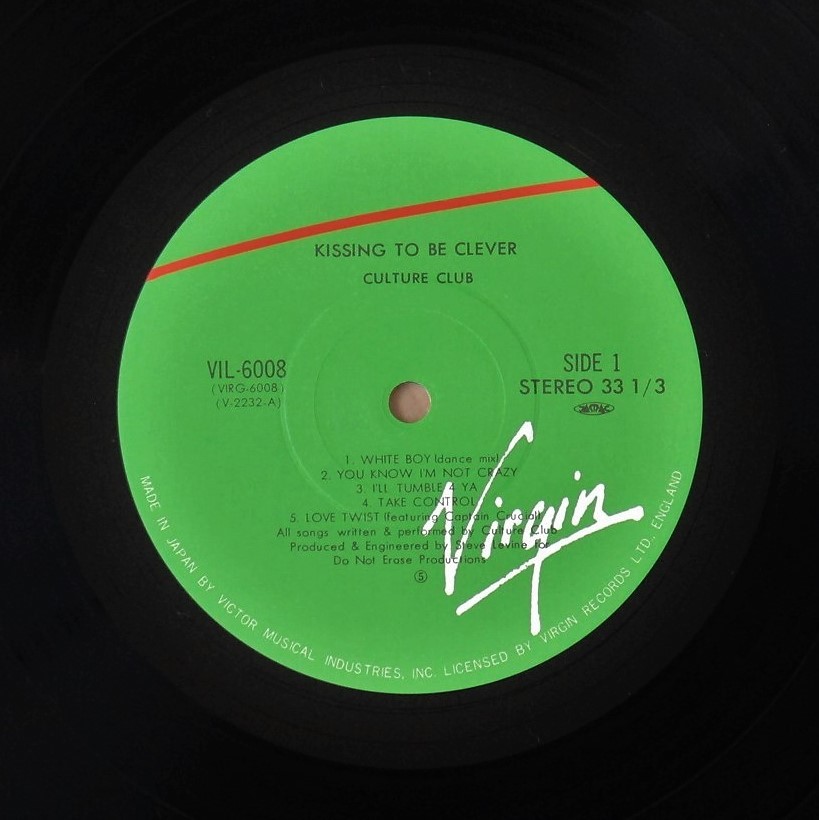 KISSING TO BE CLEVER
CULTURE CLUB
VIL-6008
(VIRG-6008)
(V-2232-A)
SIDE 1
STEREO 33 1/3
1. WHITE BOY (dance mix)
2. YOU KNOW I'M NOT CRAZY
3. I'LL TUMBLE 4 YA
4. TAKE CONTROL
5. LOVE TWIST (featuring Captain Crucial)
All songs written & performed by Culture Club
Produced & Engineered by Steve Levine for
Do Not Erase Productions
⑤
Virgin
MADE IN JAPAN BY VICTOR MUSICAL INDUSTRIES, INC. LICENSED BY VIRGIN RECORDS LTD., ENGLAND